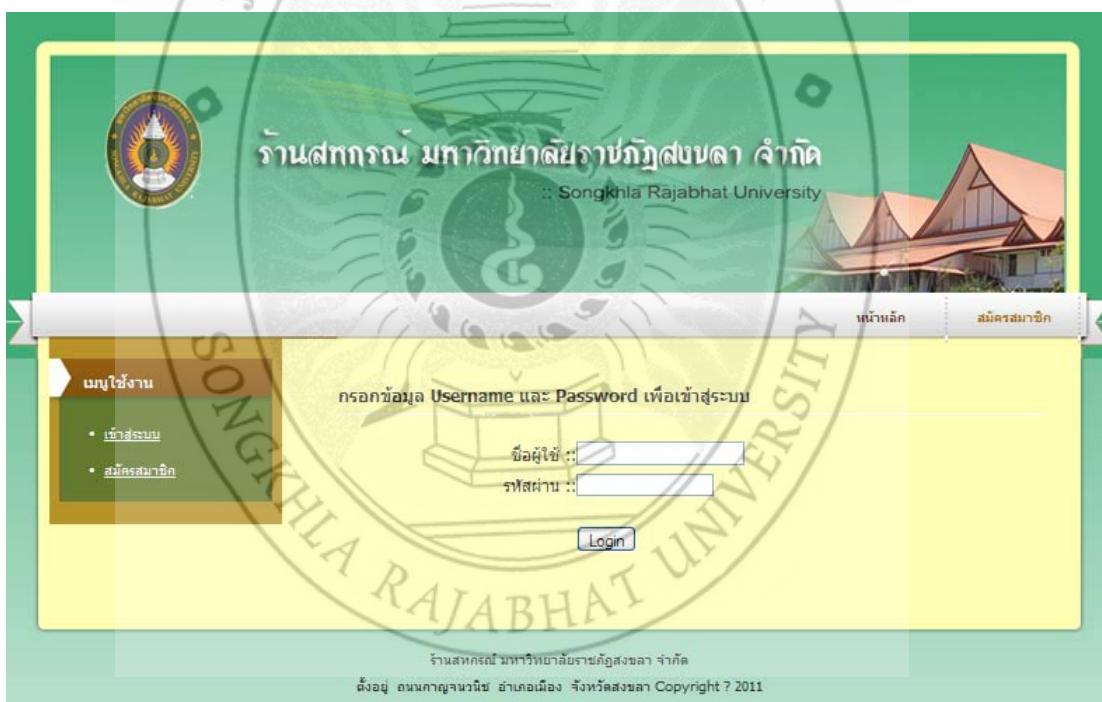 ร้านสหกรณ์ มหาวิทยาลัยราชภัฏสงขลา จำกัด
:: Songkhla Rajabhat University
หน้าหลัก
สมัครสมาชิก
เมนูใช้งาน
• เข้าสู่ระบบ
• สมัครสมาชิก
กรอกข้อมูล Username และ Password เพื่อเข้าสู่ระบบ
ชื่อผู้ใช้ ::
รหัสผ่าน ::
Login
SONGKHLA RAJABHAT UNIVERSITY
ร้านสหกรณ์ มหาวิทยาลัยราชภัฏสงขลา จำกัด
ตั้งอยู่ ถนนกาญจนวนิช อำเภอเมือง จังหวัดสงขลา Copyright ? 2011